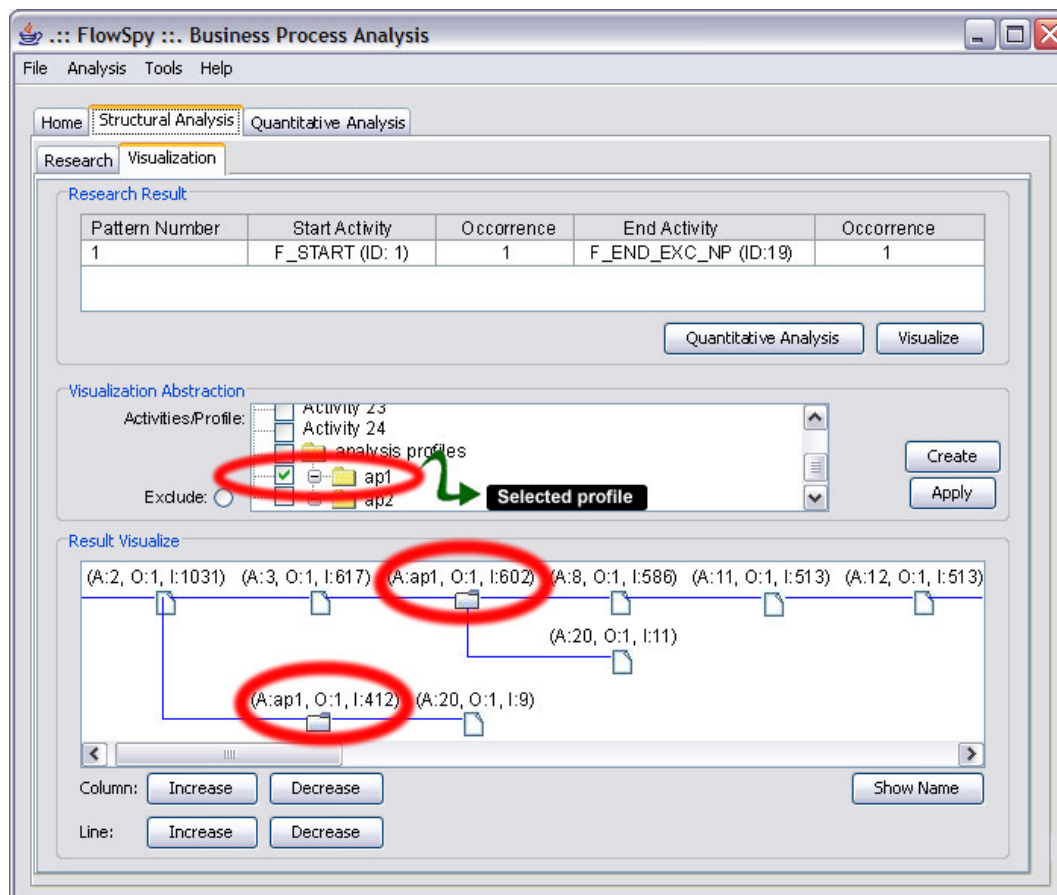 .:: FlowSpy ::. Business Process Analysis
File Analysis Tools Help
Home Structural Analysis Quantitative Analysis
Research Visualization
Research Result
Pattern Number Start Activity Occorrence End Activity Occorrence
1 F_START (ID: 1) 1 F_END_EXC_NP (ID:19) 1
Quantitative Analysis Visualize
Visualization Abstraction
Activities/Profile:
Activity 23
Activity 24
analysis profiles
ap1
ap2
Selected profile
Exclude:
Create
Apply
Result Visualize
(A:2, O:1, I:1031) (A:3, O:1, I:617) (A:ap1, O:1, I:602) (A:8, O:1, I:586) (A:11, O:1, I:513) (A:12, O:1, I:513)
(A:20, O:1, I:11)
(A:ap1, O:1, I:412) (A:20, O:1, I:9)
Column: Increase Decrease Show Name
Line: Increase Decrease